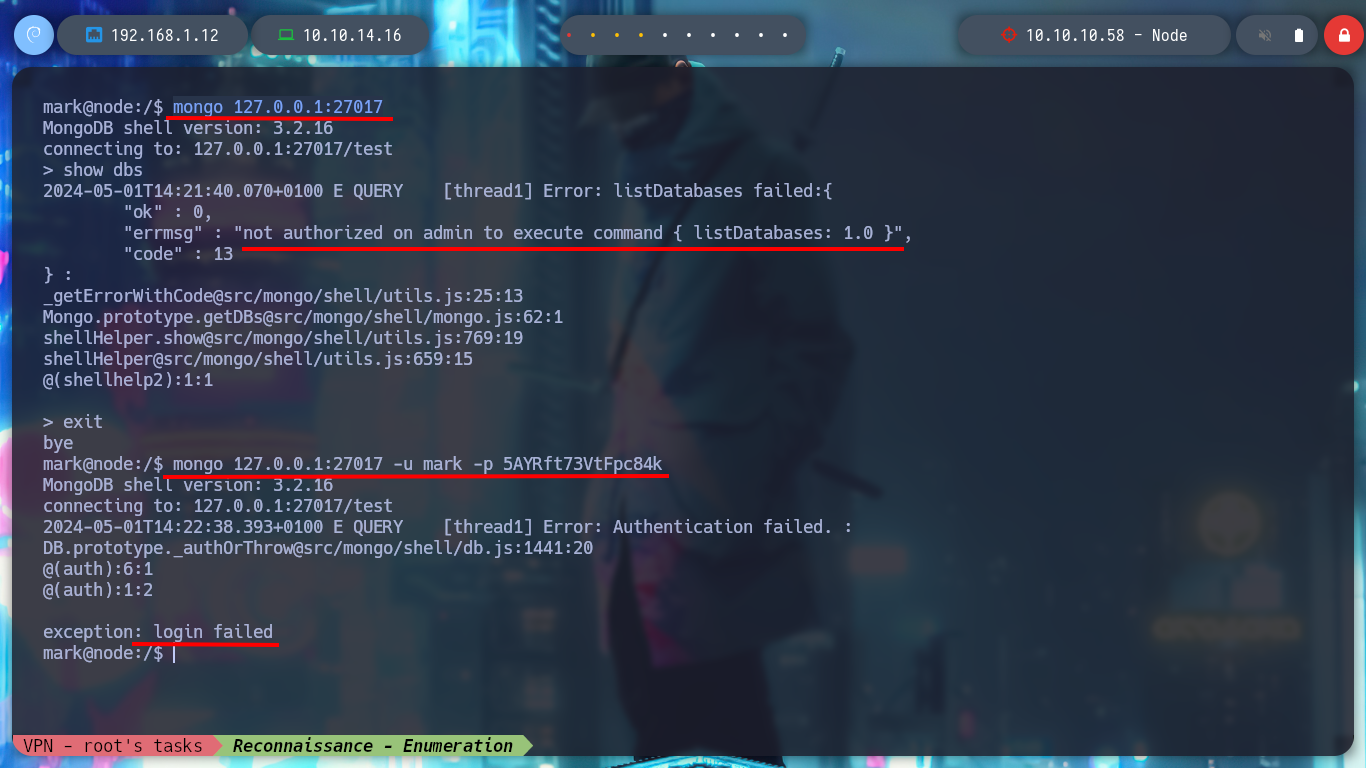 192.168.1.12
10.10.14.16
10.10.10.58 - Node
mark@node:/$ mongo 127.0.0.1:27017
MongoDB shell version: 3.2.16
connecting to: 127.0.0.1:27017/test
> show dbs
2024-05-01T14:21:40.070+0100 E QUERY    [thread1] Error: listDatabases failed:{
        "ok" : 0,
        "errmsg" : "not authorized on admin to execute command { listDatabases: 1.0 }",
        "code" : 13
} :
_getErrorWithCode@src/mongo/shell/utils.js:25:13
Mongo.prototype.getDBs@src/mongo/shell/mongo.js:62:1
shellHelper.show@src/mongo/shell/utils.js:769:19
shellHelper@src/mongo/shell/utils.js:659:15
@(shellhelp2):1:1
> exit
bye
mark@node:/$ mongo 127.0.0.1:27017 -u mark -p 5AYRft73VtFpc84k
MongoDB shell version: 3.2.16
connecting to: 127.0.0.1:27017/test
2024-05-01T14:22:38.393+0100 E QUERY    [thread1] Error: Authentication failed. :
DB.prototype._authOrThrow@src/mongo/shell/db.js:1441:20
@(auth):6:1
@(auth):1:2
exception: login failed
mark@node:/$
VPN - root's tasks
Reconnaissance - Enumeration